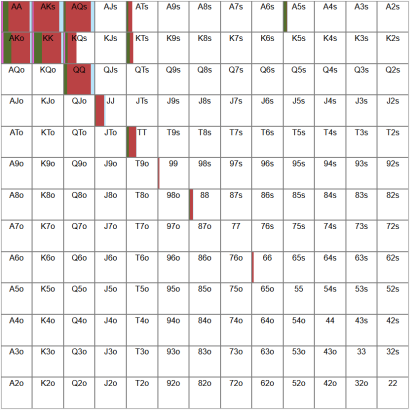 AA AKs AQs AJs ATs A9s A8s A7s A6s A5s A4s A3s A2s
AKo KK KQs KJs KTs K9s K8s K7s K6s K5s K4s K3s K2s
AQo KQo QQ QJs QTs Q9s Q8s Q7s Q6s Q5s Q4s Q3s Q2s
AJo KJo QJo JJ JTs J9s J8s J7s J6s J5s J4s J3s J2s
ATo KTo QTo JTo TT T9s T8s T7s T6s T5s T4s T3s T2s
A9o K9o Q9o J9o T9o 99 98s 97s 96s 95s 94s 93s 92s
A8o K8o Q8o J8o T8o 98o 88 87s 86s 85s 84s 83s 82s
A7o K7o Q7o J7o T7o 97o 87o 77 76s 75s 74s 73s 72s
A6o K6o Q6o J6o T6o 96o 86o 76o 66 65s 64s 63s 62s
A5o K5o Q5o J5o T5o 95o 85o 75o 65o 55 54s 53s 52s
A4o K4o Q4o J4o T4o 94o 84o 74o 64o 54o 44 43s 42s
A3o K3o Q3o J3o T3o 93o 83o 73o 63o 53o 43o 33 32s
A2o K2o Q2o J2o T2o 92o 82o 72o 62o 52o 42o 32o 22